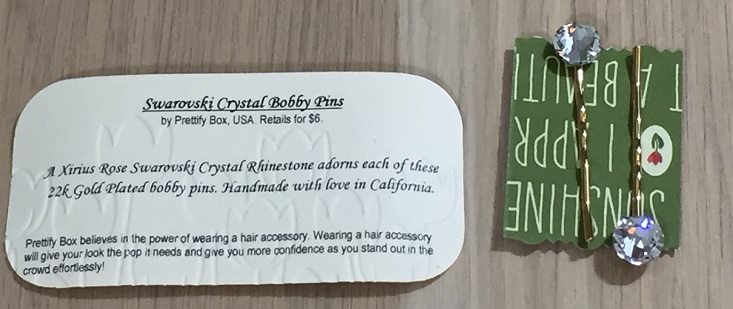 Swarovski Crystal Bobby Pins
by Prettify Box, USA Retails for $6.
A Xirius Rose Swarovski Crystal Rhinestone adorns each of these
22k Gold Plated bobby pins. Handmade with love in California.
Prettify Box believes in the power of wearing a hair accessory. Wearing a hair accessory
will give your look the pop it needs and give you more confidence as you stand out in the
crowd effortlessly!
SUNSHINE
I APPR
T A BEAUTI